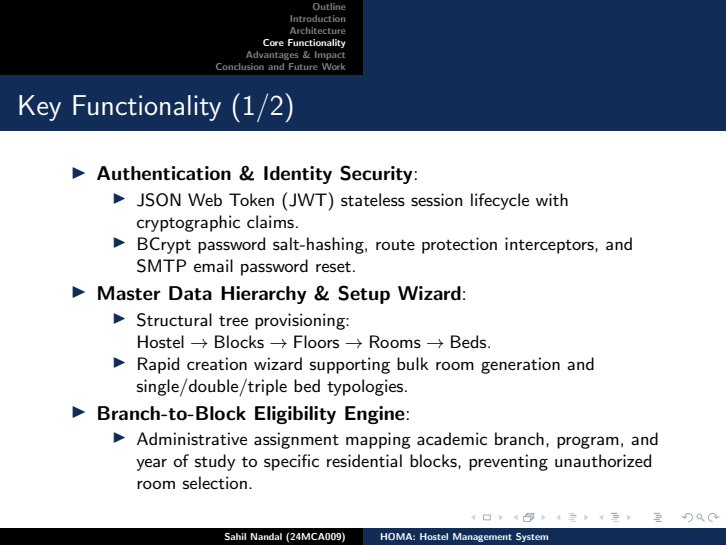 Outline
Introduction
Architecture
Core Functionality
Advantages & Impact
Conclusion and Future Work
Key Functionality (1/2)
Authentication & Identity Security:
JSON Web Token (JWT) stateless session lifecycle with
cryptographic claims.
BCrypt password salt-hashing, route protection interceptors, and
SMTP email password reset.
Master Data Hierarchy & Setup Wizard:
Structural tree provisioning:
Hostel → Blocks → Floors → Rooms → Beds.
Rapid creation wizard supporting bulk room generation and
single/double/triple bed typologies.
Branch-to-Block Eligibility Engine:
Administrative assignment mapping academic branch, program, and
year of study to specific residential blocks, preventing unauthorized
room selection.
Sahil Nandal (24MCA009)
HOMA: Hostel Management System